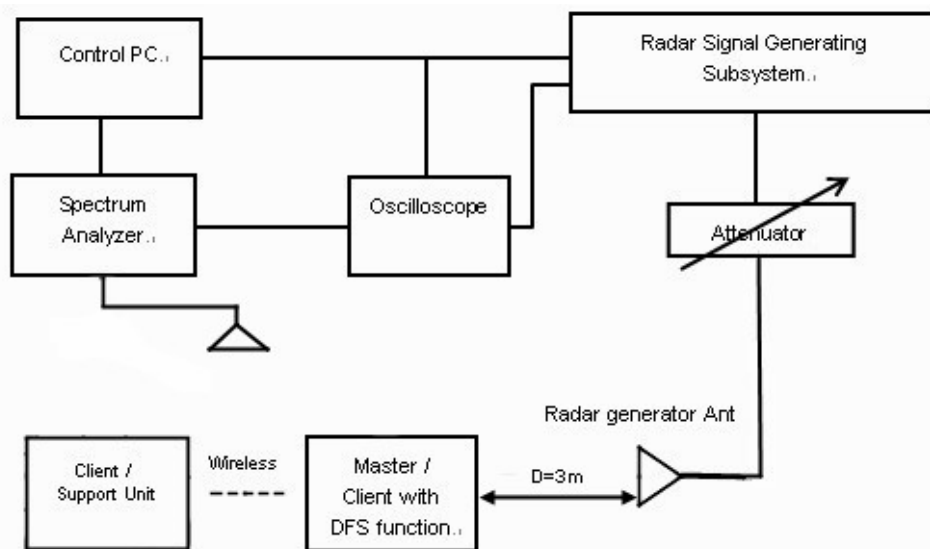 Control PC.
Radar Signal Generating
Subsystem.
Spectrum
Analyzer.
Oscilloscope
Attenuator
Radar generator Ant
Client /
Support Unit
Wireless
Master /
Client with
DFS function.
D=3m